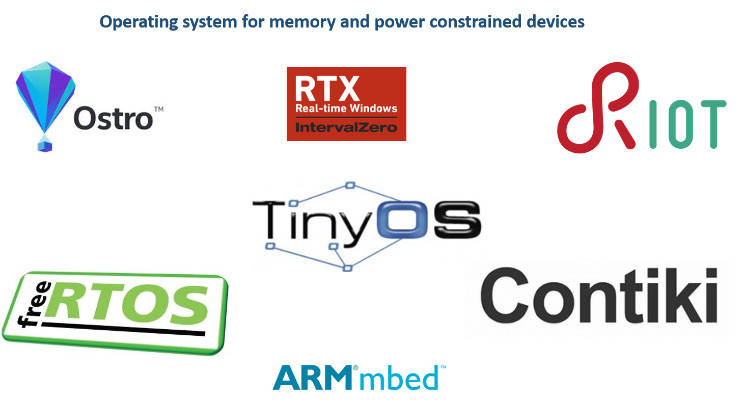 Operating system for memory and power constrained devices
Ostro™
RTX
Real-time Windows
IntervalZero
RIOT
TinyOS
free
RTOS
Contiki
ARM®mbed™